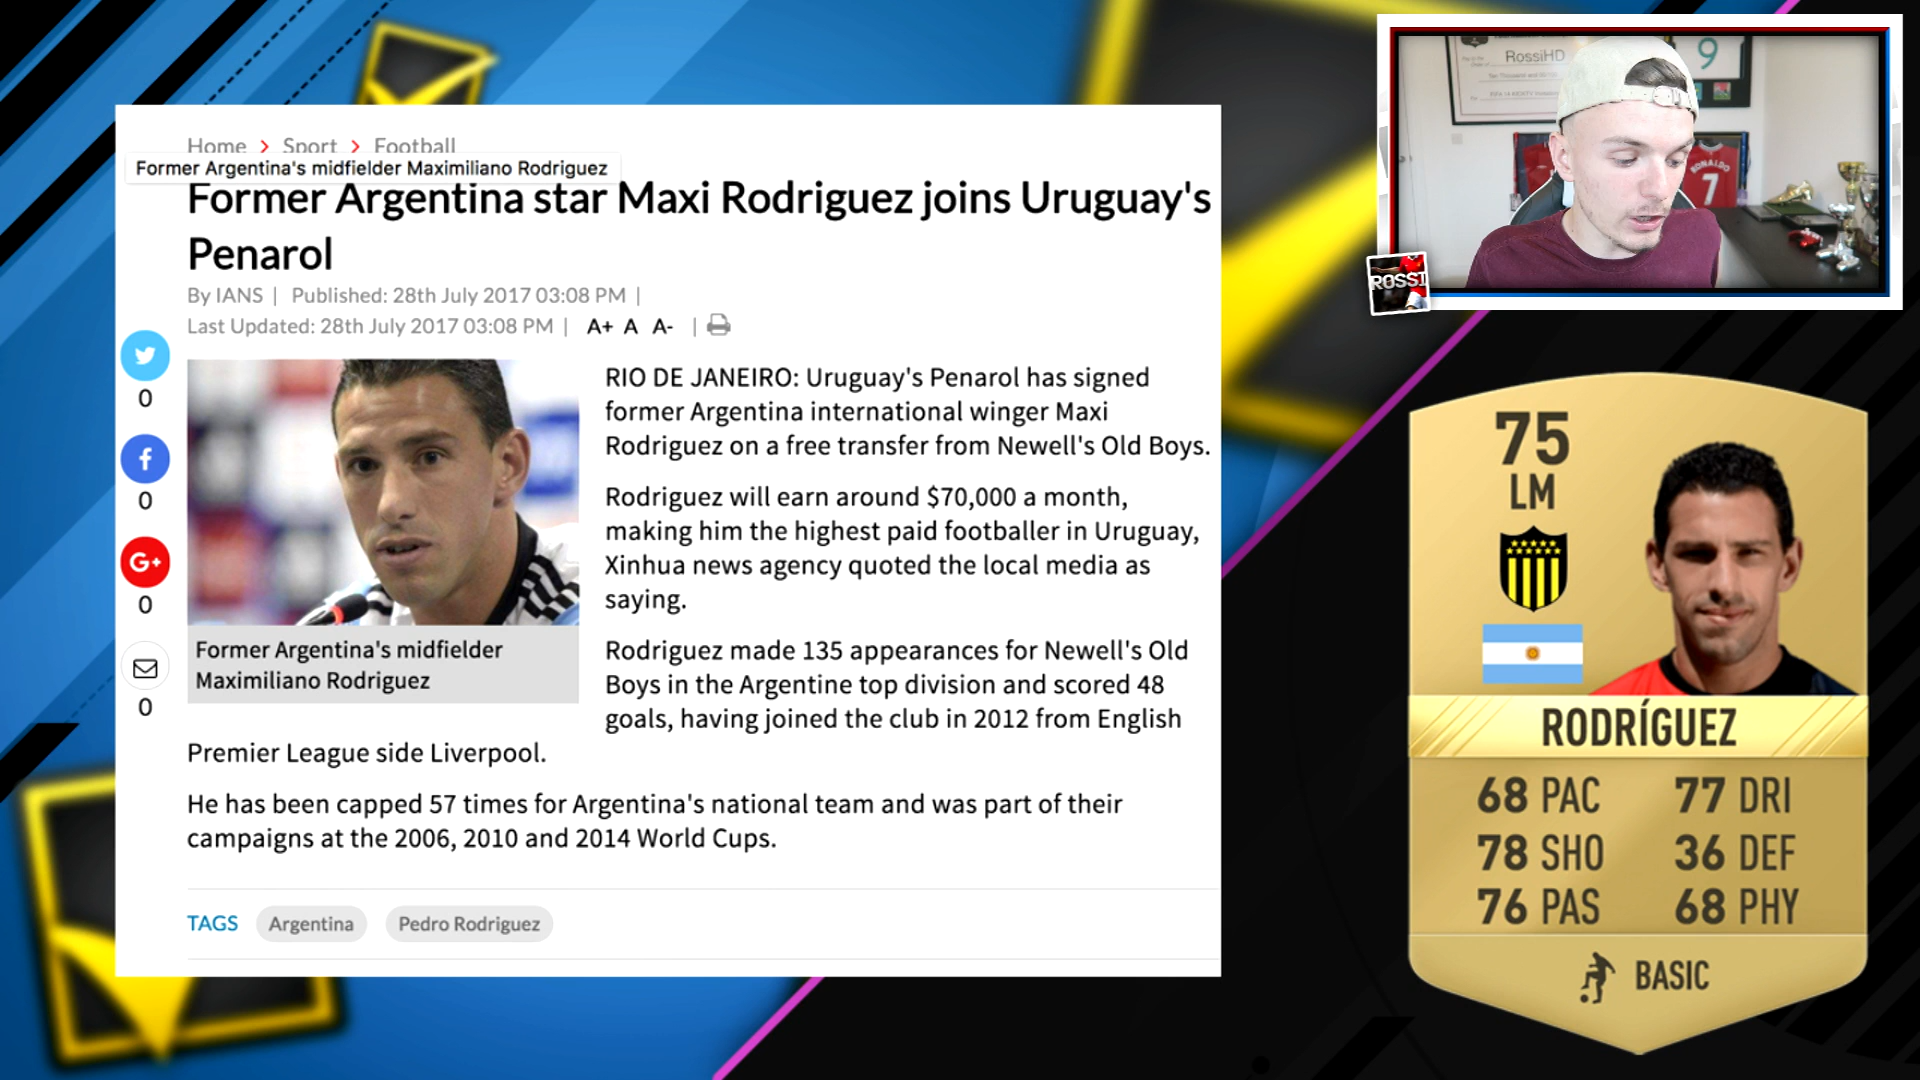 Home > Sport > Football
Former Argentina's midfielder Maximiliano Rodriguez
Former Argentina star Maxi Rodriguez joins Uruguay's
Penarol
By IANS | Published: 28th July 2017 03:08 PM |
Last Updated: 28th July 2017 03:08 PM | A+ A A- |
0
f
0
G+
0
0
Former Argentina's midfielder
Maximiliano Rodriguez
RIO DE JANEIRO: Uruguay's Penarol has signed
former Argentina international winger Maxi
Rodriguez on a free transfer from Newell's Old Boys.
Rodriguez will earn around $70,000 a month,
making him the highest paid footballer in Uruguay,
Xinhua news agency quoted the local media as
saying.
Rodriguez made 135 appearances for Newell's Old
Boys in the Argentine top division and scored 48
goals, having joined the club in 2012 from English
Premier League side Liverpool.
He has been capped 57 times for Argentina's national team and was part of their
campaigns at the 2006, 2010 and 2014 World Cups.
TAGS Argentina Pedro Rodriguez
RossiHD
9
RONALDO
7
ROSSI
75
LM
RODRÍGUEZ
68 PAC 77 DRI
78 SHO 36 DEF
76 PAS 68 PHY
BASIC